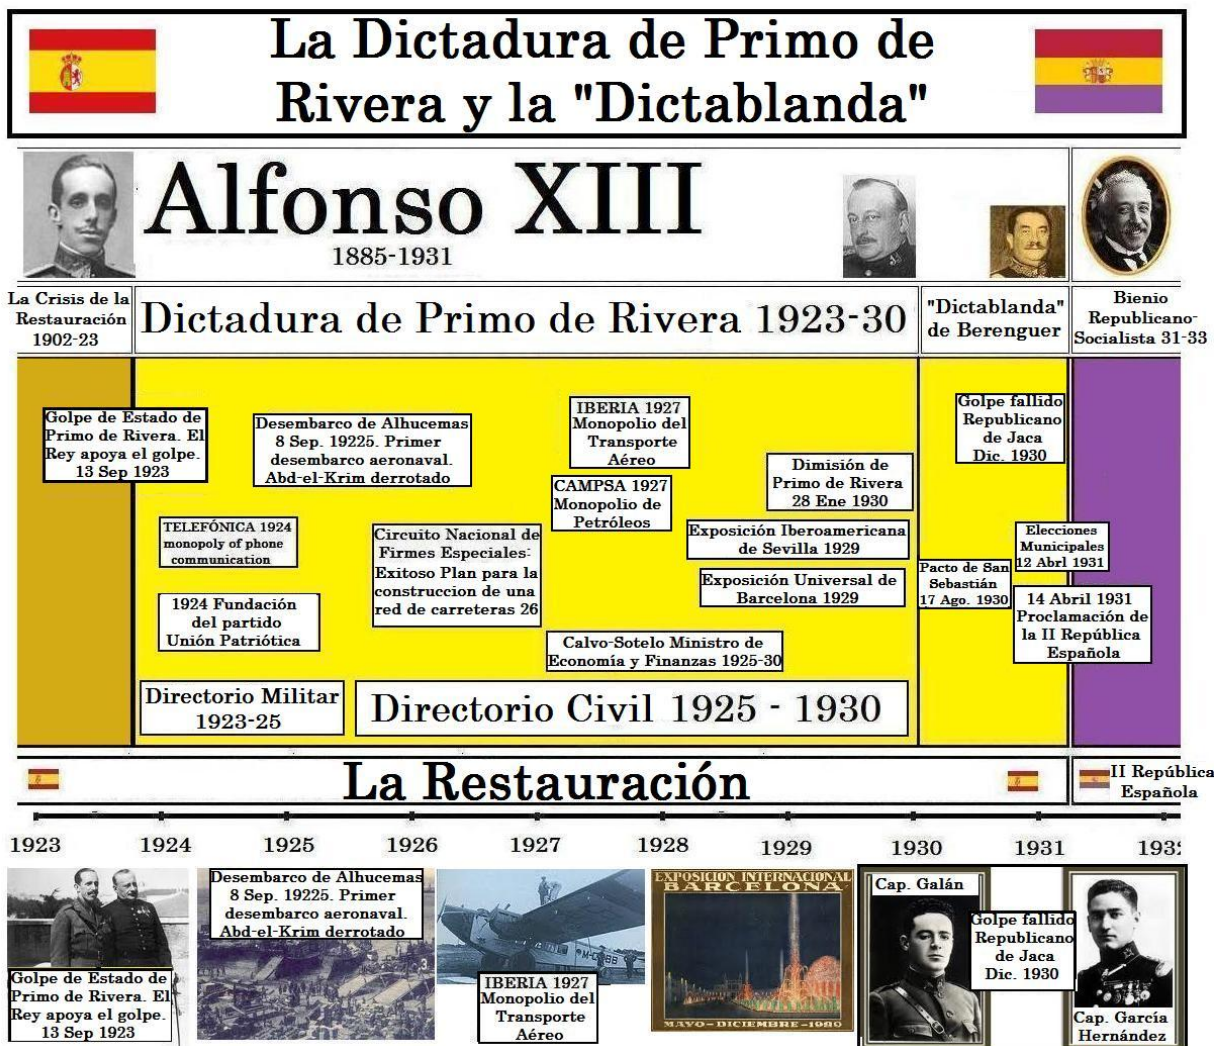 La Dictadura de Primo de
Rivera y la "Dictablanda"
Alfonso XIII
1885-1931
La Crisis de la
Restauración
1902-23
Dictadura de Primo de Rivera 1923-30
"Dictablanda"
de Berenguer
Bienio
Republicano-
Socialista 31-33
Golpe de Estado de
Primo de Rivera. El
Rey apoya el golpe.
13 Sep 1923
Desembarco de Alhucemas
8 Sep. 19225. Primer
desembarco aeronaval.
Abd-el-Krim derrotado
IBERIA 1927
Monopolio del
Transporte
Aéreo
Golpe fallido
Republicano
de Jaca
Dic. 1930
Dimisión de
Primo de Rivera
28 Ene 1930
CAMPSA 1927
Monopolio de
Petróleos
TELEFÓNICA 1924
monopoly of phone
communication
Circuito Nacional de
Firmes Especiales:
Exitoso Plan para la
construccion de una
red de carreteras 26
Exposición Iberoamericana
de Sevilla 1929
Elecciones
Municipales
12 Abrl 1931
Pacto de San
Sebastián
17 Ago. 1930
Exposición Universal de
Barcelona 1929
1924 Fundación
del partido
Unión Patriótica
14 Abril 1931
Proclamación de
la II República
Española
Calvo-Sotelo Ministro de
Economía y Finanzas 1925-30
Directorio Militar
1923-25
Directorio Civil 1925 - 1930
La Restauración
II República
Española
1923 1924 1925 1926 1927 1928 1929 1930 1931 1932
Golpe de Estado de
Primo de Rivera. El
Rey apoya el golpe.
13 Sep 1923
Desembarco de Alhucemas
8 Sep. 19225. Primer
desembarco aeronaval.
Abd-el-Krim derrotado
IBERIA 1927
Monopolio del
Transporte
Aéreo
EXPOSICION INTERNACIONAL
BARCELONA
Cap. Galán
Golpe fallido
Republicano
de Jaca
Dic. 1930
Cap. García
Hernández